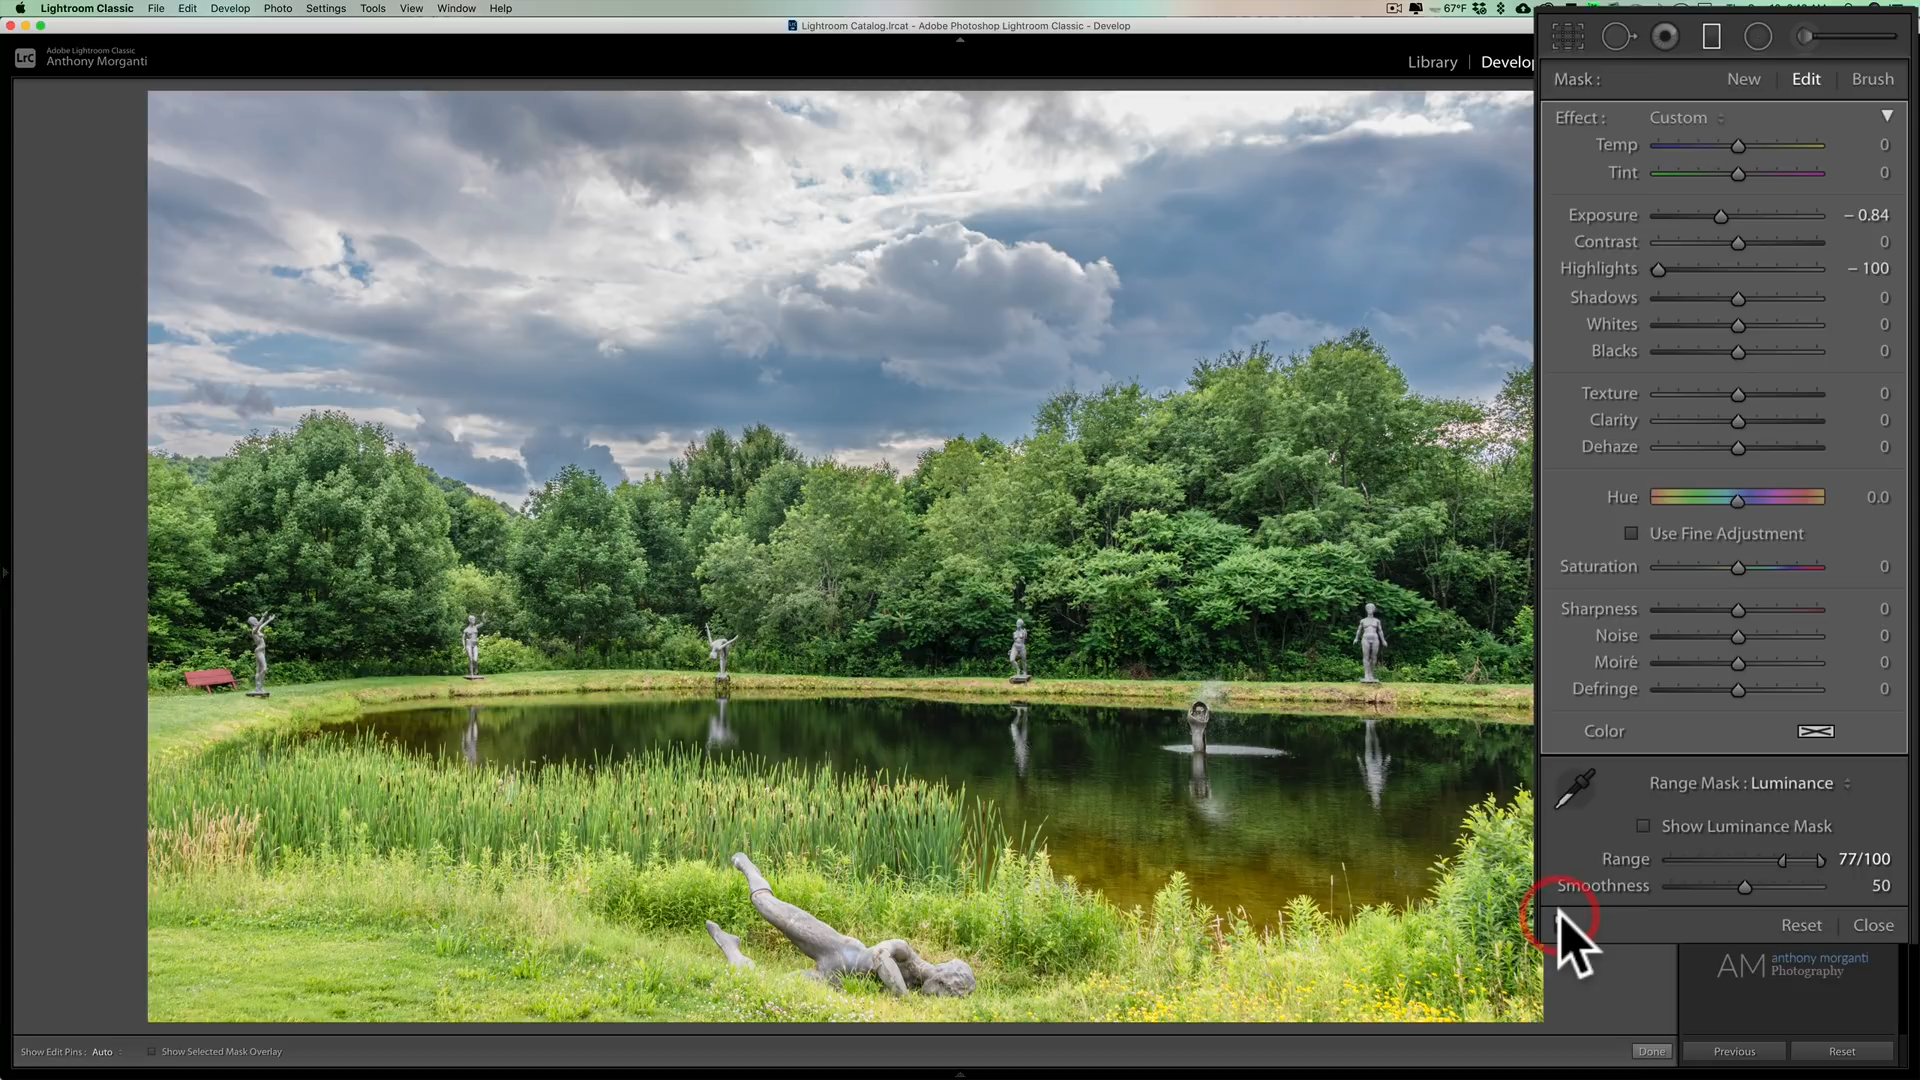 Lightroom Classic File Edit Develop Photo Settings Tools View Window Help 67°F
Lightroom Catalog.lrcat - Adobe Photoshop Lightroom Classic - Develop
LrC
Adobe Lightroom Classic
Anthony Morganti
Library | Develop
Mask : New Edit Brush
Effect : Custom
Temp 0
Tint 0
Exposure – 0.84
Contrast 0
Highlights – 100
Shadows 0
Whites 0
Blacks 0
Texture 0
Clarity 0
Dehaze 0
Hue 0.0
Use Fine Adjustment
Saturation 0
Sharpness 0
Noise 0
Moiré 0
Defringe 0
Color
Range Mask : Luminance
Show Luminance Mask
Range 77/100
Smoothness 50
Reset Close
AM anthony morganti
Photography
Show Edit Pins : Auto Show Selected Mask Overlay Done Previous Reset